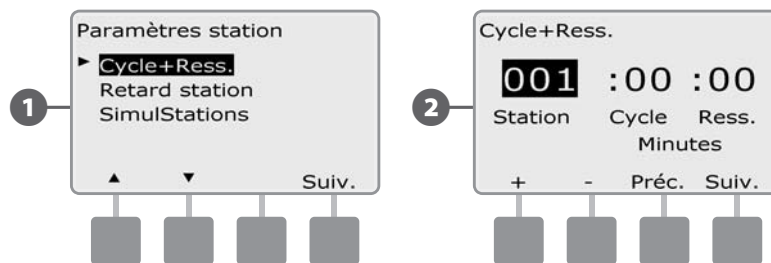 1
Paramètres station
► Cycle+Ress.
Retard station
SimulStations
▲ ▼ Suiv.
2
Cycle+Ress.
001 :00 :00
Station Cycle Ress.
Minutes
+ - Préc. Suiv.